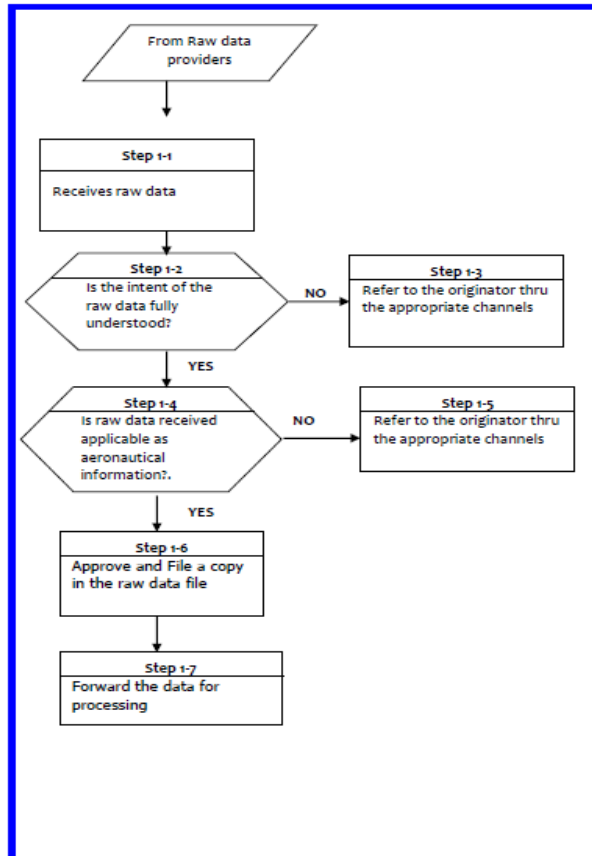 From Raw data
providers
Step 1-1
Receives raw data
Step 1-2
Is the intent of the
raw data fully
understood?
NO
Step 1-3
Refer to the originator thru
the appropriate channels
YES
Step 1-4
Is raw data received
applicable as
aeronautical
information?.
NO
Step 1-5
Refer to the originator thru
the appropriate channels
YES
Step 1-6
Approve and File a copy
in the raw data file
Step 1-7
Forward the data for
processing